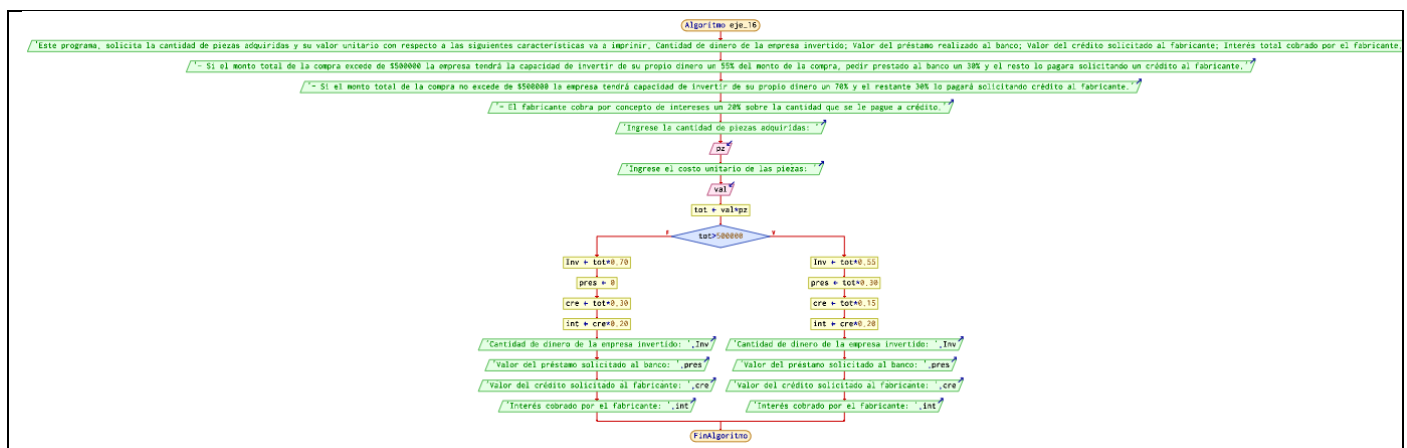 Algoritmo eje_16
'Este programa, solicita la cantidad de piezas adquiridas y su valor unitario con respecto a las siguientes características va a imprimir, Cantidad de dinero de la empresa invertido; Valor del préstamo realizado al banco; Valor del crédito solicitado al fabricante; Interés total cobrado por el fabricante.
'- Si el monto total de la compra excede de $500000 la empresa tendrá la capacidad de invertir de su propio dinero un 55% del monto de la compra, pedir prestado al banco un 30% y el resto lo pagara solicitando un crédito al fabricante.'
'- Si el monto total de la compra no excede de $500000 la empresa tendrá capacidad de invertir de su propio dinero un 70% y el restante 30% lo pagará solicitando crédito al fabricante.'
'- El fabricante cobra por concepto de intereses un 20% sobre la cantidad que se le pague a crédito.'
'Ingrese la cantidad de piezas adquiridas: '
pz
'Ingrese el costo unitario de las piezas: '
val
tot ← val*pz
F tot>500000 V
Inv ← tot*0.70
pres ← 0
cre ← tot*0.30
int ← cre*0.20
'Cantidad de dinero de la empresa invertido: ',Inv
'Valor del préstamo solicitado al banco: ',pres
'Valor del crédito solicitado al fabricante: ',cre
'Interés cobrado por el fabricante: ',int
Inv ← tot*0.55
pres ← tot*0.30
cre ← tot*0.15
int ← cre*0.20
'Cantidad de dinero de la empresa invertido: ',Inv
'Valor del préstamo solicitado al banco: ',pres
'Valor del crédito solicitado al fabricante: ',cre
'Interés cobrado por el fabricante: ',int
FinAlgoritmo